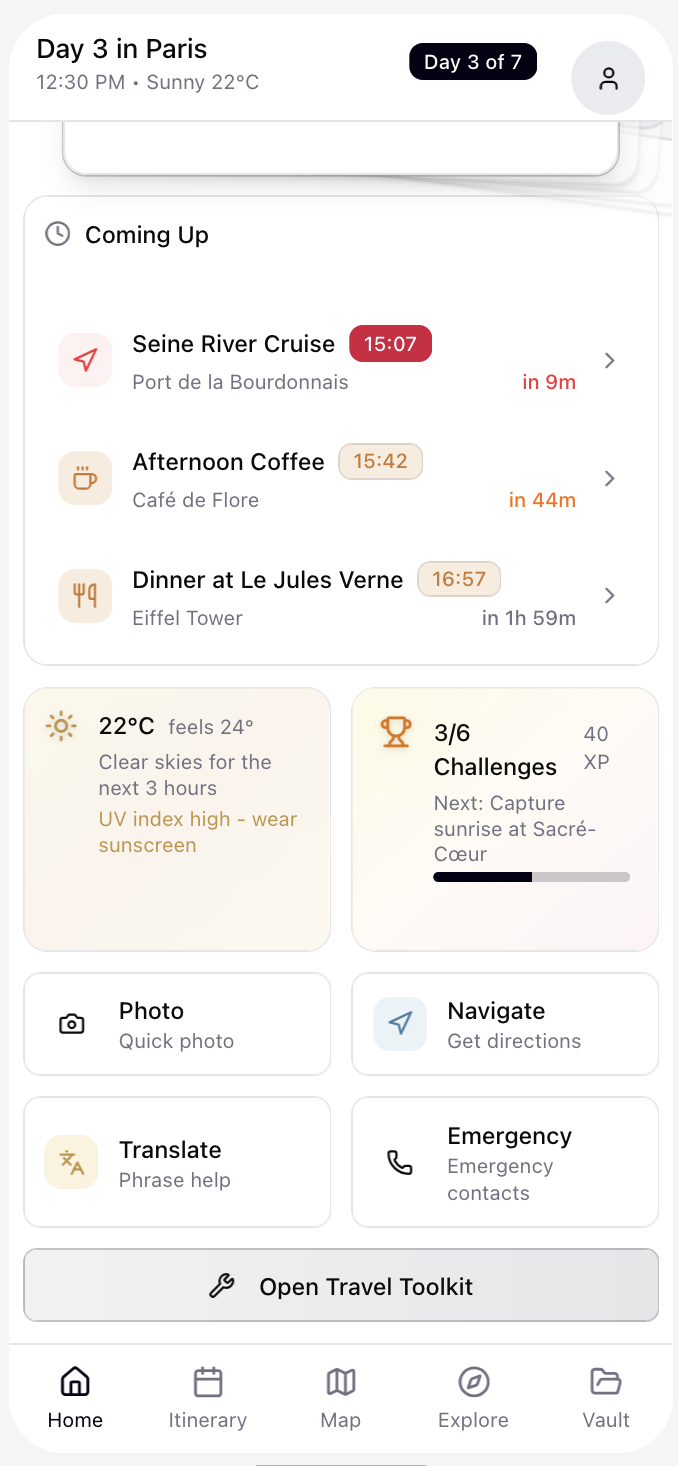 Day 3 in Paris
12:30 PM • Sunny 22°C
Day 3 of 7
Coming Up
Seine River Cruise 15:07
Port de la Bourdonnais in 9m
Afternoon Coffee 15:42
Café de Flore in 44m
Dinner at Le Jules Verne 16:57
Eiffel Tower in 1h 59m
22°C feels 24°
Clear skies for the
next 3 hours
UV index high - wear
sunscreen
3/6
Challenges
40
XP
Next: Capture
sunrise at Sacré-
Cœur
Photo
Quick photo
Navigate
Get directions
Translate
Phrase help
Emergency
Emergency
contacts
Open Travel Toolkit
Home Itinerary Map Explore Vault